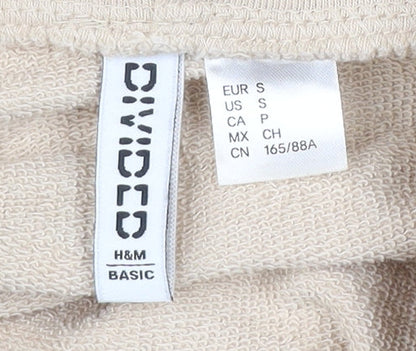 DIVIDED
H&M
BASIC
EUR S
US S
CA P
MX CH
CN 165/88A